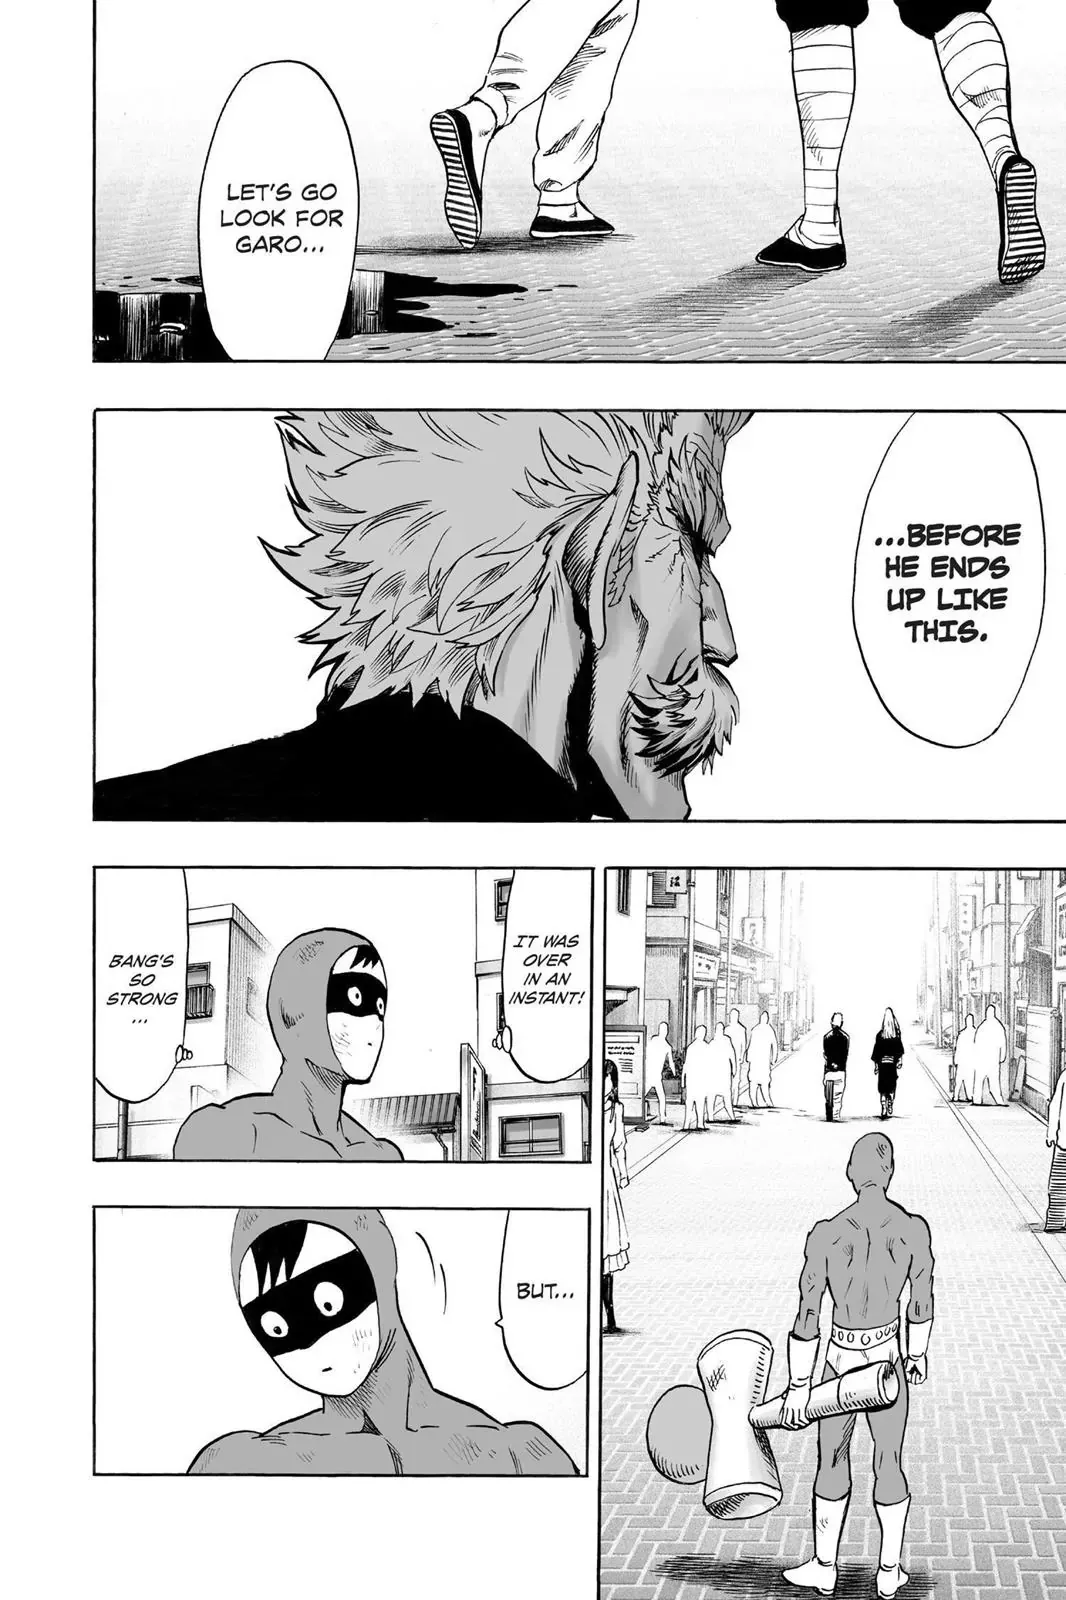 LET'S GO
LOOK FOR
GARO...
...BEFORE
HE ENDS
UP LIKE
THIS.
IT WAS
OVER
IN AN
INSTANT!
BANG'S
SO
STRONG
...
BUT...